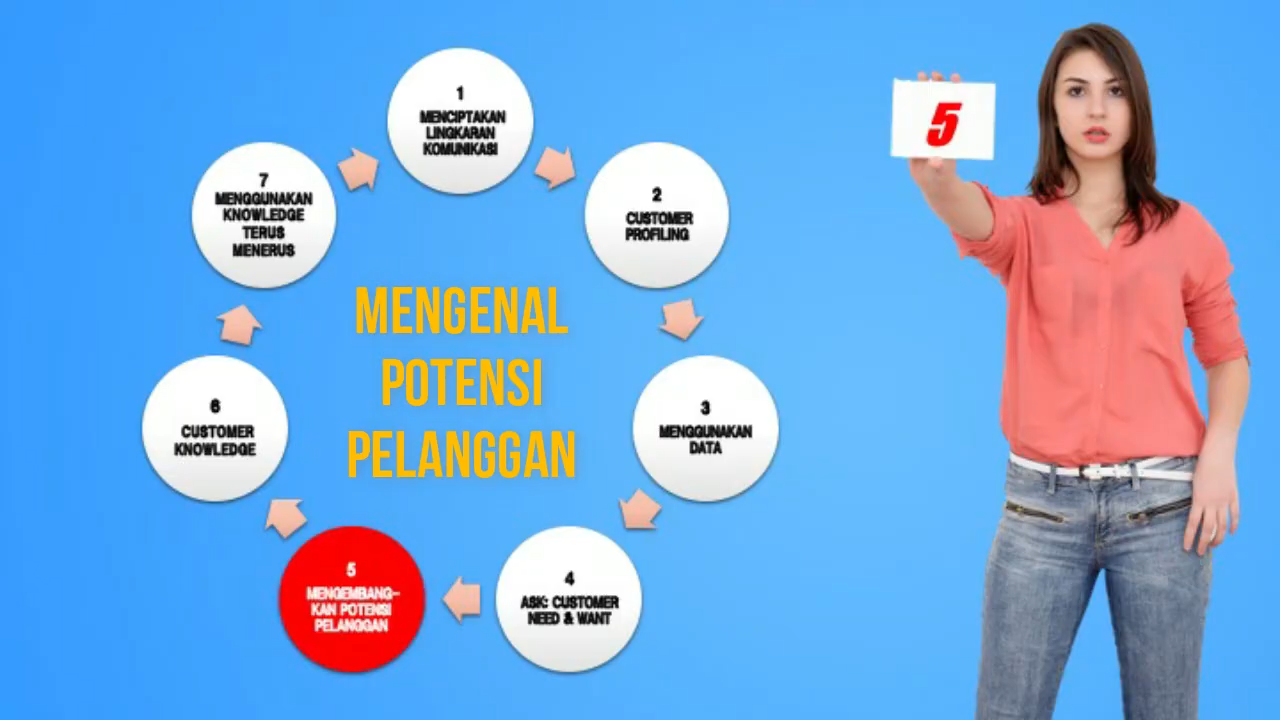 1
MENCIPTAKAN
LINGKARAN
KOMUNIKASI
2
CUSTOMER
PROFILING
3
MENGGUNAKAN
DATA
4
ASK: CUSTOMER
NEED & WANT
5
MENGEMBANG-
KAN POTENSI
PELANGGAN
6
CUSTOMER
KNOWLEDGE
7
MENGGUNAKAN
KNOWLEDGE
TERUS
MENERUS
MENGENAL
POTENSI
PELANGGAN
5